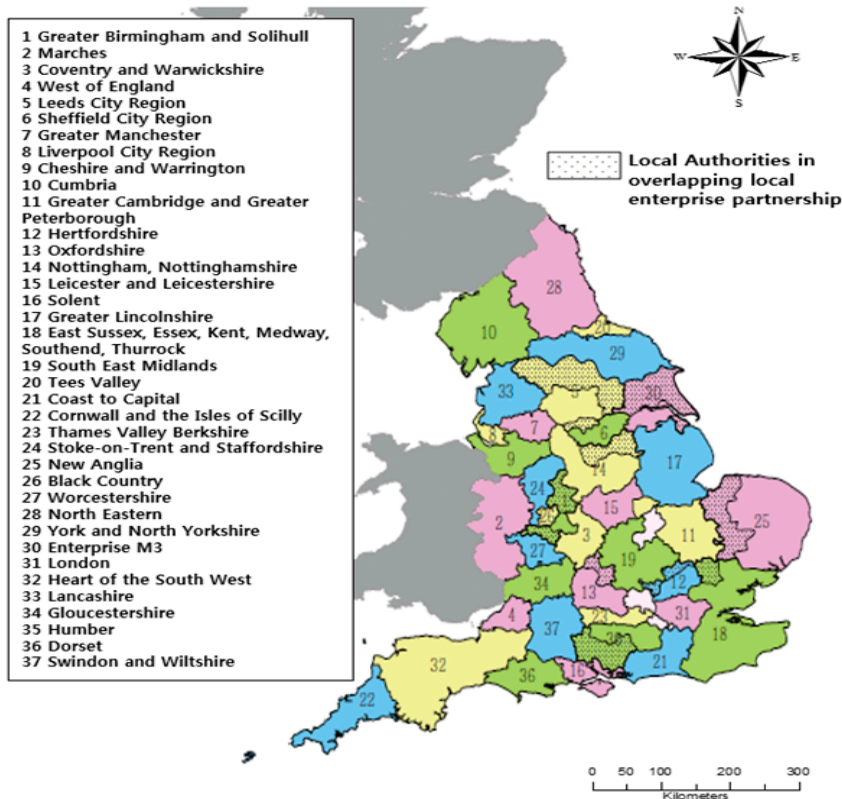 1 Greater Birmingham and Solihull
2 Marches
3 Coventry and Warwickshire
4 West of England
5 Leeds City Region
6 Sheffield City Region
7 Greater Manchester
8 Liverpool City Region
9 Cheshire and Warrington
10 Cumbria
11 Greater Cambridge and Greater
Peterborough
12 Hertfordshire
13 Oxfordshire
14 Nottingham, Nottinghamshire
15 Leicester and Leicestershire
16 Solent
17 Greater Lincolnshire
18 East Sussex, Essex, Kent, Medway,
Southend, Thurrock
19 South East Midlands
20 Tees Valley
21 Coast to Capital
22 Cornwall and the Isles of Scilly
23 Thames Valley Berkshire
24 Stoke-on-Trent and Staffordshire
25 New Anglia
26 Black Country
27 Worcestershire
28 North Eastern
29 York and North Yorkshire
30 Enterprise M3
31 London
32 Heart of the South West
33 Lancashire
34 Gloucestershire
35 Humber
36 Dorset
37 Swindon and Wiltshire
N
W E
S
Local Authorities in
overlapping local
enterprise partnership
28
10
29
33
5
30
7
8
6
9
14
17
24
1
15
2
25
3
11
19
27
34
13
12
4
37
23
31
18
32
21
16
36
22
0 50 100 200 300
Kilometers